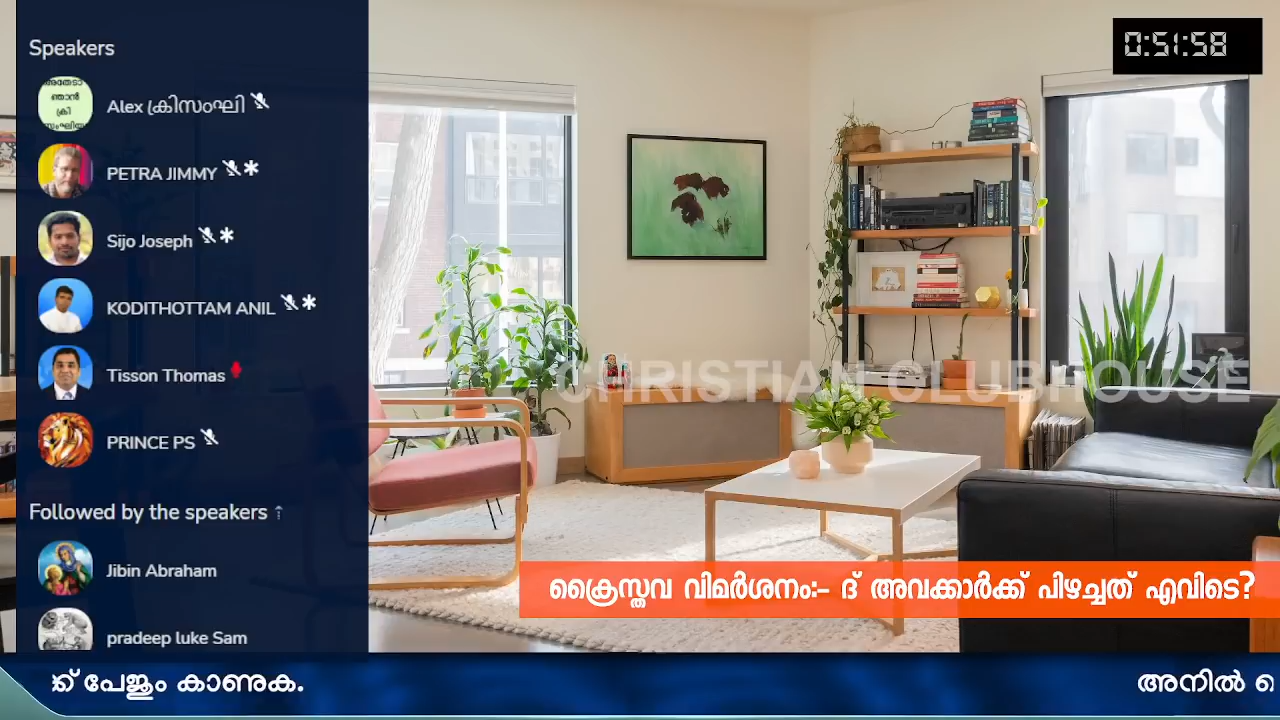 Speakers
0:51:58
അതേടാ
ഞാൻ
ക്രി
സംഘിയാ
Alex ക്രിസംഘി
PETRA JIMMY
Sijo Joseph
KODITHOTTAM ANIL
Tisson Thomas
CHRISTIAN CLUBHOUSE
PRINCE PS
Followed by the speakers ↑
Jibin Abraham
ക്രൈസ്തവ വിമർശനം:- ദ് അവക്കാർക്ക് പിഴച്ചത് എവിടെ?
pradeep luke Sam
പേജും കാണുക.
അനിൽ